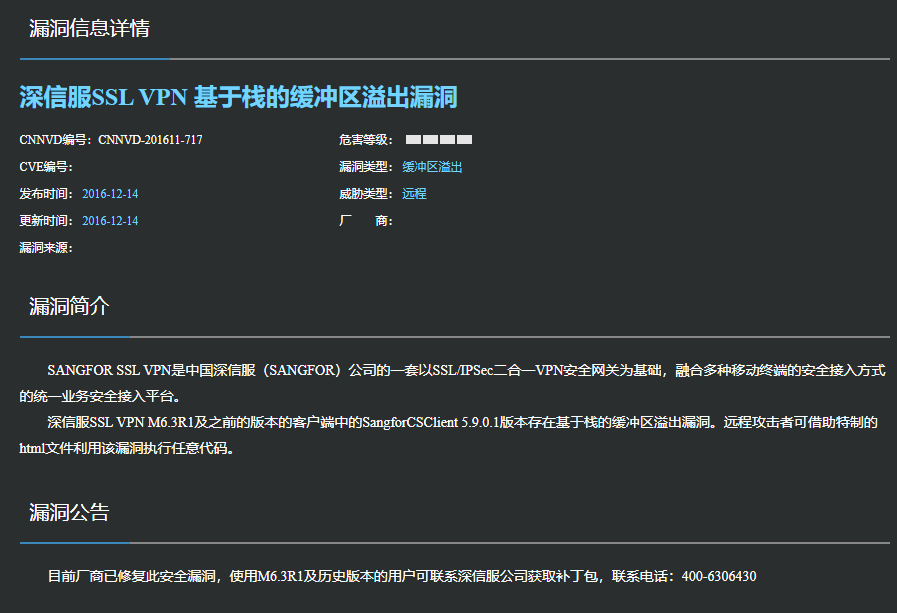 漏洞信息详情
深信服SSL VPN 基于栈的缓冲区溢出漏洞
CNNVD编号：CNNVD-201611-717
危害等级：
CVE编号：
漏洞类型：缓冲区溢出
发布时间：2016-12-14
威胁类型：远程
更新时间：2016-12-14
厂 商：
漏洞来源：
漏洞简介
SANGFOR SSL VPN是中国深信服（SANGFOR）公司的一套以SSL/IPSec二合一VPN安全网关为基础，融合多种移动终端的安全接入方式
的统一业务安全接入平台。
深信服SSL VPN M6.3R1及之前的版本的客户端中的SangforCSClient 5.9.0.1版本存在基于栈的缓冲区溢出漏洞。远程攻击者可借助特制的
html文件利用该漏洞执行任意代码。
漏洞公告
目前厂商已修复此安全漏洞，使用M6.3R1及历史版本的用户可联系深信服公司获取补丁包，联系电话：400-6306430